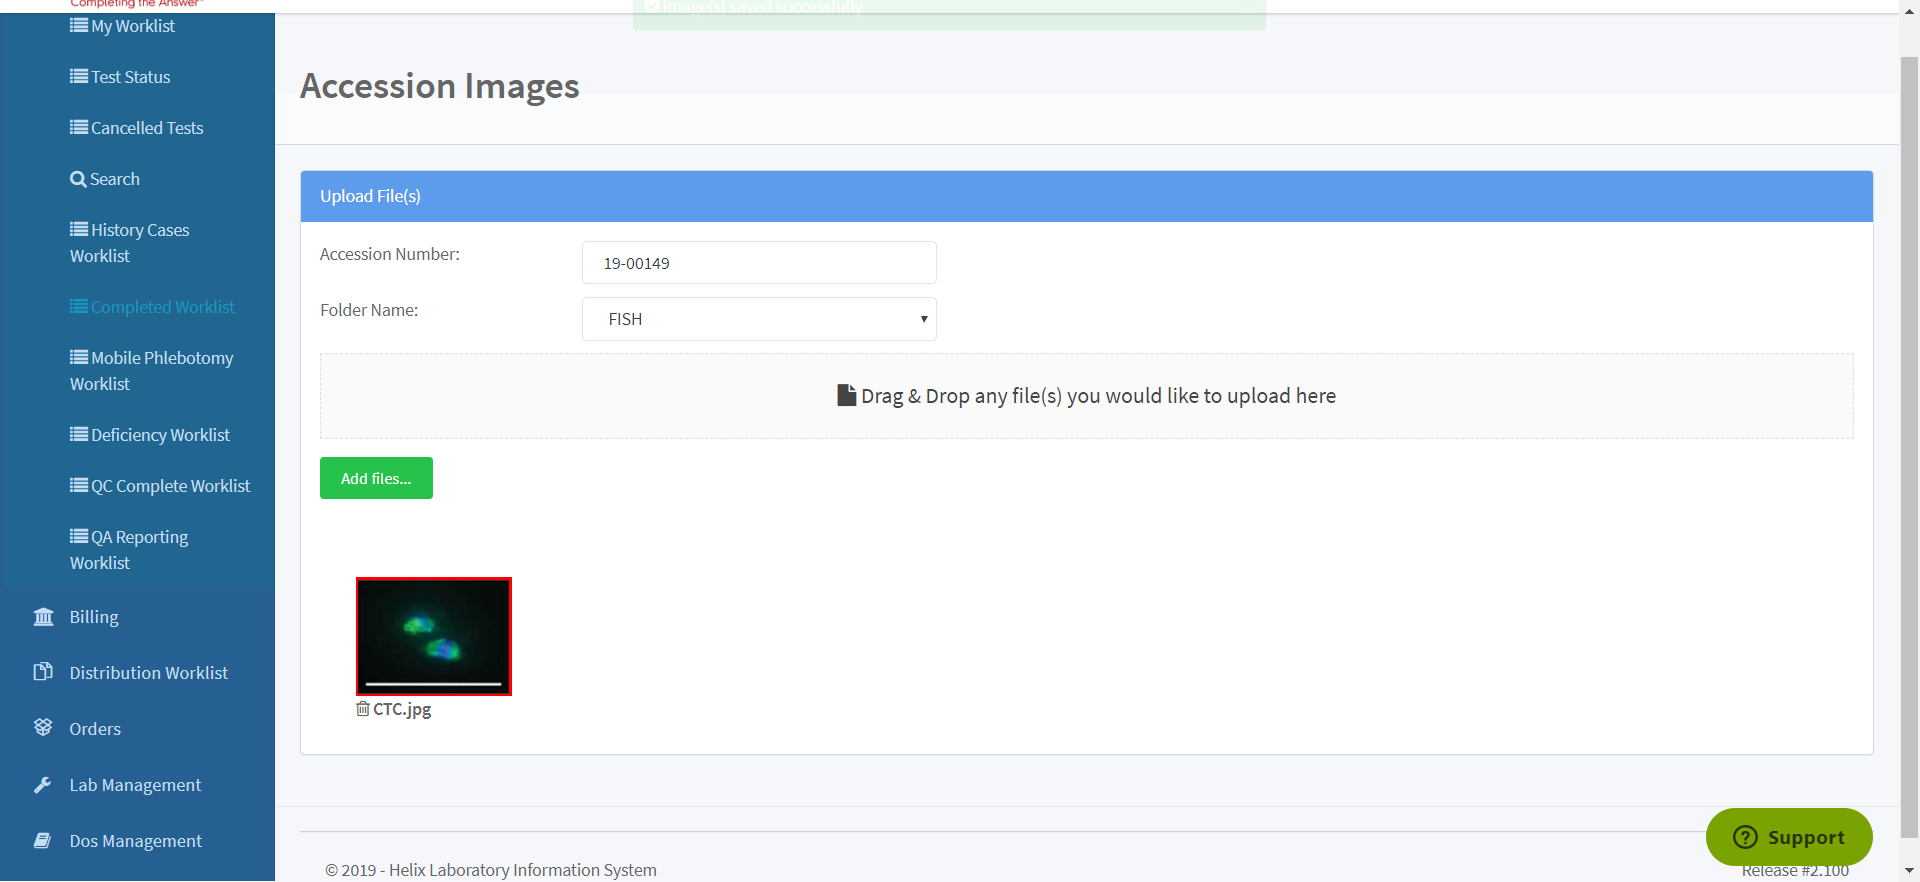 Completing the Answer"
Image(s) saved successfully
My Worklist
Test Status
Cancelled Tests
Search
History Cases
Worklist
Completed Worklist
Mobile Phlebotomy
Worklist
Deficiency Worklist
QC Complete Worklist
QA Reporting
Worklist
Billing
Distribution Worklist
Orders
Lab Management
Dos Management
Accession Images
Upload File(s)
Accession Number:
19-00149
Folder Name:
FISH
Drag & Drop any file(s) you would like to upload here
Add files...
CTC.jpg
© 2019 - Helix Laboratory Information System
Release #2.100
Support